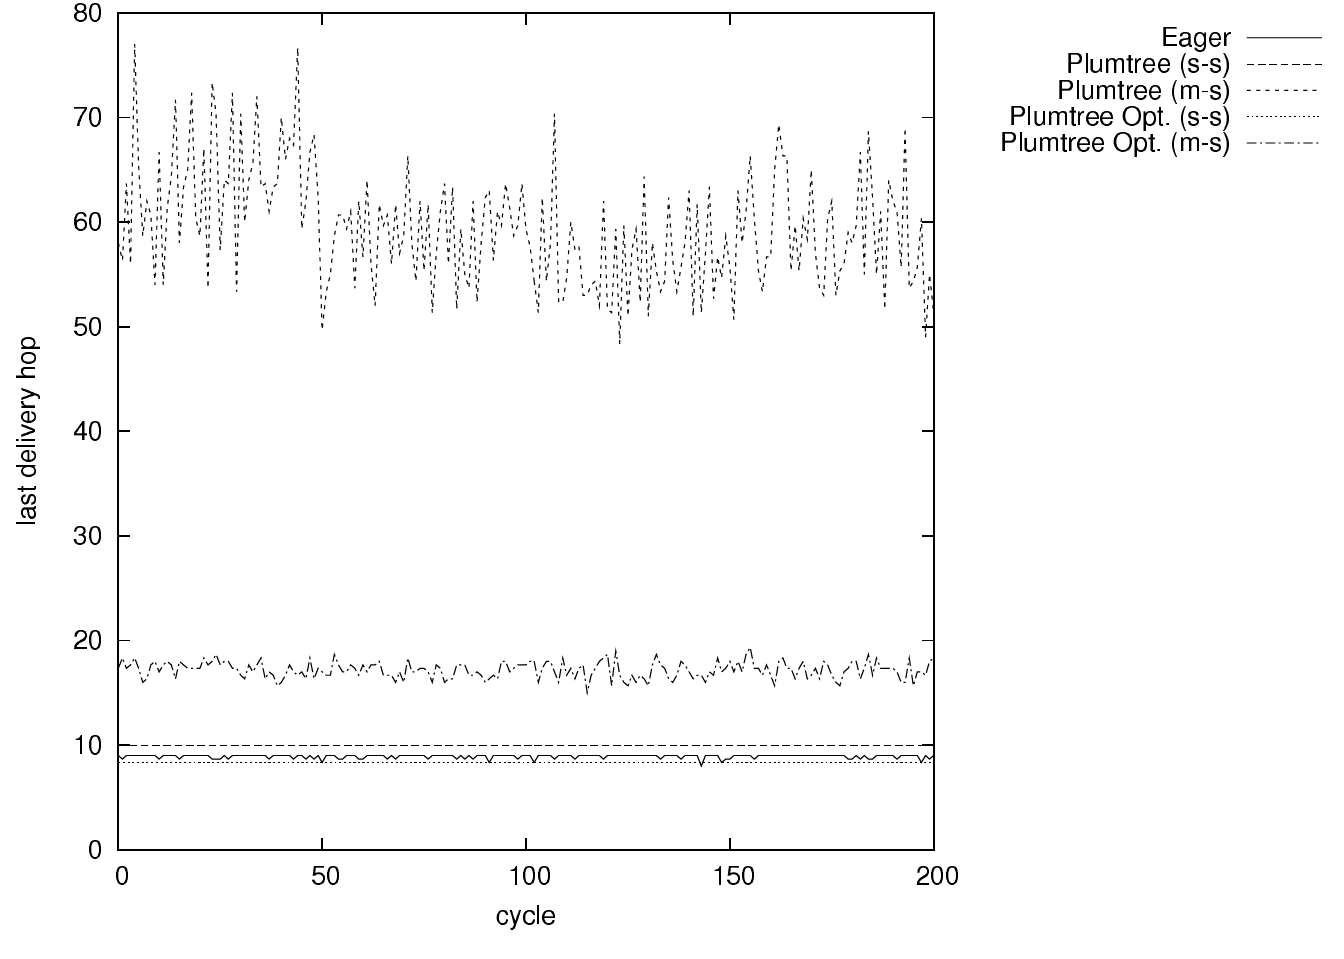 80
70
60
50
40
30
20
10
0
last delivery hop
0 50 100 150 200
cycle
Eager
Plumtree (s-s)
Plumtree (m-s)
Plumtree Opt. (s-s)
Plumtree Opt. (m-s)